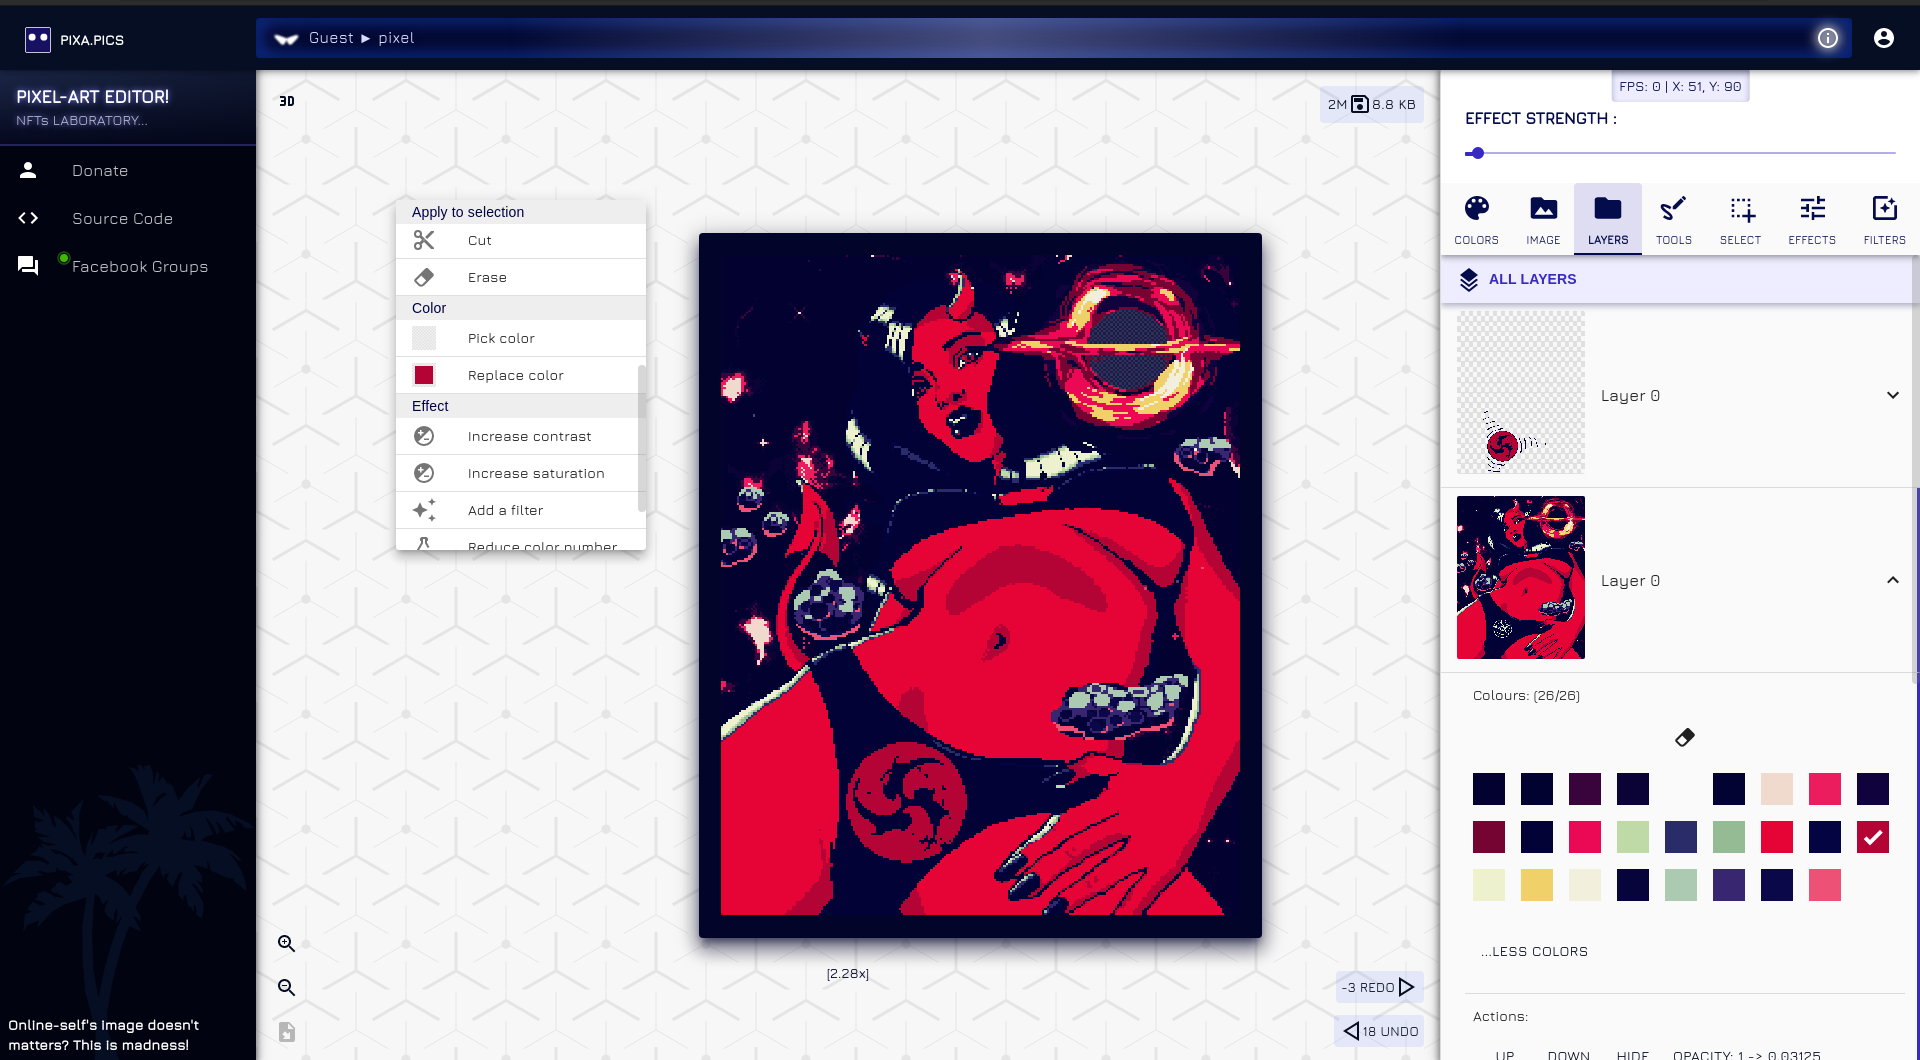 PIXA.PICS
Guest ► pixel
PIXEL-ART EDITOR!
NFTs LABORATORY...
Donate
Source Code
Facebook Groups
Online-self's image doesn't
matters? This is madness!
3D
2M 8.8 KB
Apply to selection
Cut
Erase
Color
Pick color
Replace color
Effect
Increase contrast
Increase saturation
Add a filter
Reduce color number
[2.28x]
-3 REDO
18 UNDO
FPS: 0 | X: 51, Y: 90
EFFECT STRENGTH :
COLORS IMAGE LAYERS TOOLS SELECT EFFECTS FILTERS
ALL LAYERS
Layer 0
Layer 0
Colours: (26/26)
...LESS COLORS
Actions:
UP DOWN HIDE OPACITY: 1 -> 0.03125